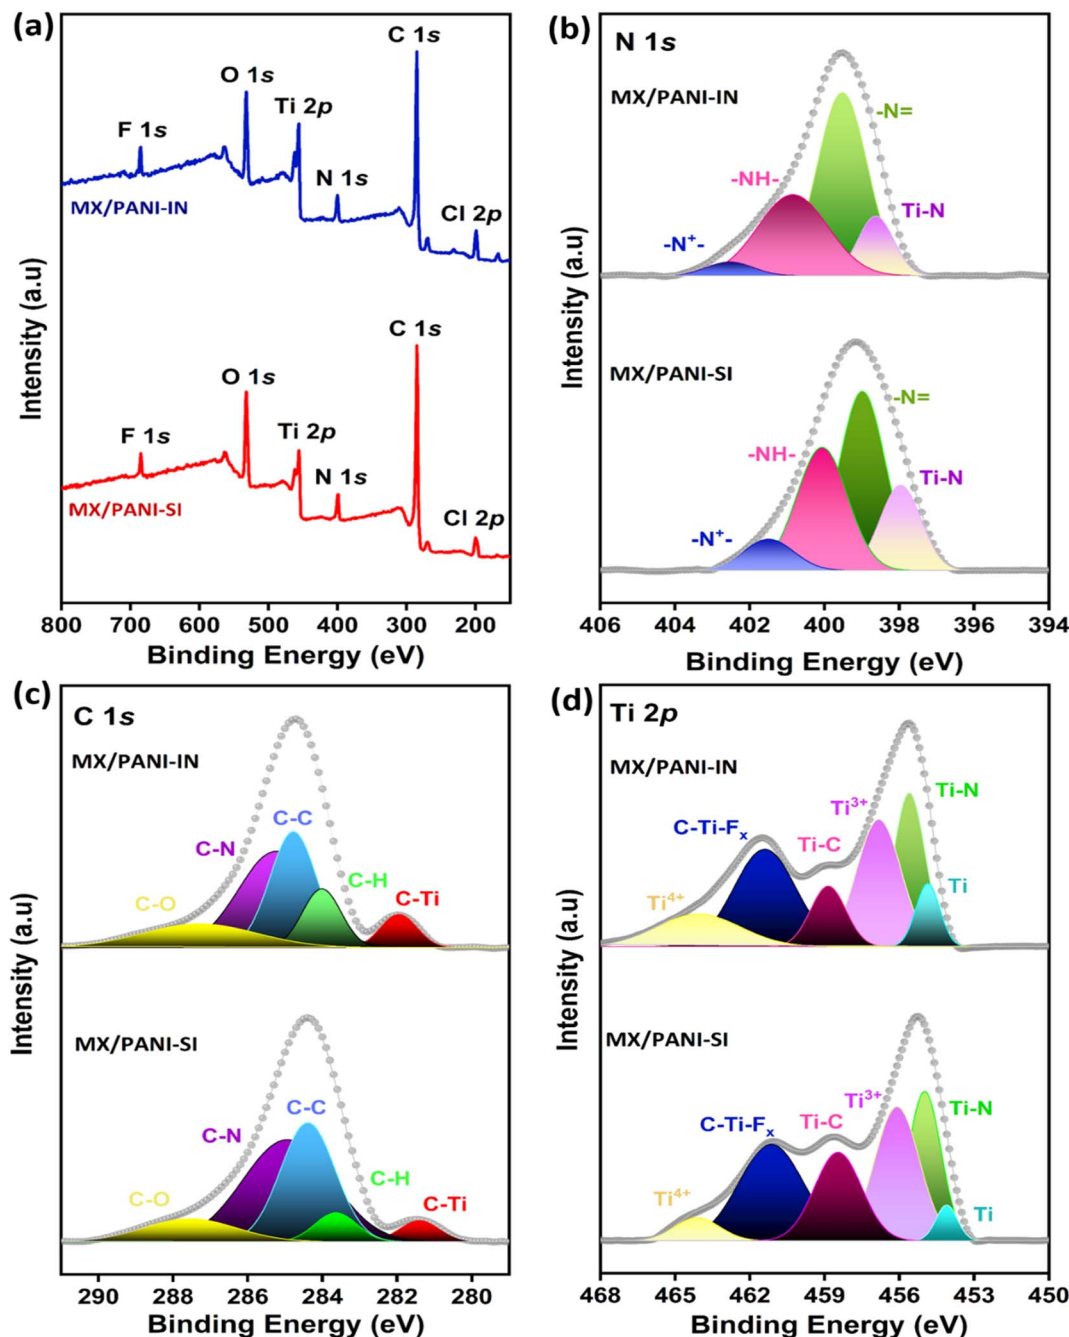 (a)
C 1s
O 1s
Ti 2p
F 1s
N 1s
Cl 2p
MX/PANI-IN
C 1s
O 1s
Ti 2p
F 1s
N 1s
Cl 2p
MX/PANI-SI
Intensity (a.u)
800 700 600 500 400 300 200
Binding Energy (eV)
(b)
N 1s
MX/PANI-IN
-N=
-NH-
Ti-N
-N⁺-
MX/PANI-SI
-N=
-NH-
Ti-N
-N⁺-
Intensity (a.u)
406 404 402 400 398 396 394
Binding Energy (eV)
(c)
C 1s
MX/PANI-IN
C-C
C-N
C-H
C-O
C-Ti
MX/PANI-SI
C-C
C-N
C-H
C-O
C-Ti
Intensity (a.u)
290 288 286 284 282 280
Binding Energy (eV)
(d)
Ti 2p
MX/PANI-IN
Ti-N
Ti³⁺
C-Ti-Fₓ
Ti-C
Ti
Ti⁴⁺
MX/PANI-SI
Ti³⁺
Ti-N
C-Ti-Fₓ
Ti-C
Ti⁴⁺
Ti
Intensity (a.u)
468 465 462 459 456 453 450
Binding Energy (eV)